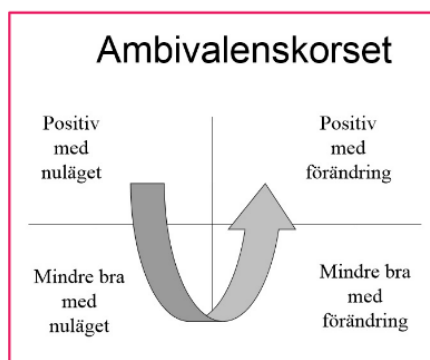 Ambivalenskorset
Positiv
med
nuläget
Positiv
med
förändring
Mindre bra
med
nuläget
Mindre bra
med
förändring